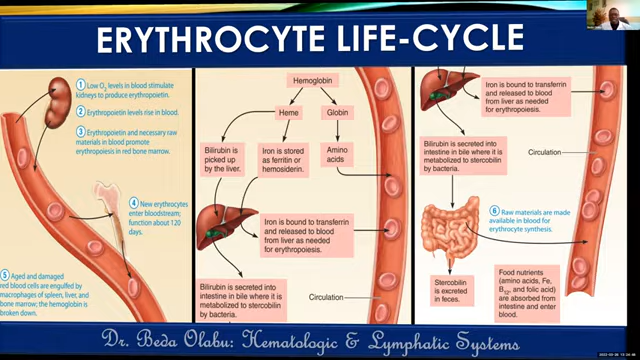 ERYTHROCYTE LIFE-CYCLE
1 Low O2 levels in blood stimulate
kidneys to produce erythropoietin.
2 Erythropoietin levels rise in blood.
3 Erythropoietin and necessary raw
materials in blood promote
erythropoiesis in red bone marrow.
4 New erythrocytes
enter bloodstream;
function about 120
days.
5 Aged and damaged
red blood cells are engulfed by
macrophages of spleen, liver, and
bone marrow; the hemoglobin is
broken down.
Hemoglobin
Heme
Globin
Bilirubin is
picked up
by the liver.
Iron is stored
as ferritin or
hemosiderin.
Amino
acids
Iron is bound to transferrin
and released to blood
from liver as needed
for erythropoiesis.
Bilirubin is secreted into
intestine in bile where it is
metabolized to stercobilin
by bacteria.
Circulation
Iron is bound to transferrin
and released to blood
from liver as needed
for erythropoiesis.
Bilirubin is secreted into
intestine in bile where it is
metabolized to stercobilin
by bacteria.
Circulation
6 Raw materials are made
available in blood for
erythrocyte synthesis.
Stercobilin
is excreted
in feces.
Food nutrients
(amino acids, Fe,
B12, and folic acid)
are absorbed from
intestine and enter
blood.
Dr. Beda Olabu: Hematologic & Lymphatic Systems